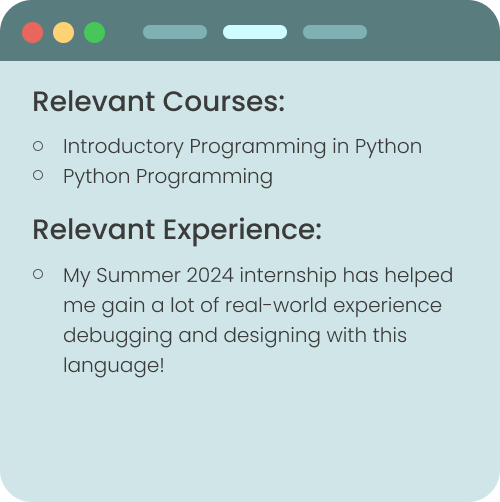 Relevant Courses:
Introductory Programming in Python
Python Programming
Relevant Experience:
My Summer 2024 internship has helped
me gain a lot of real-world experience
debugging and designing with this
language!